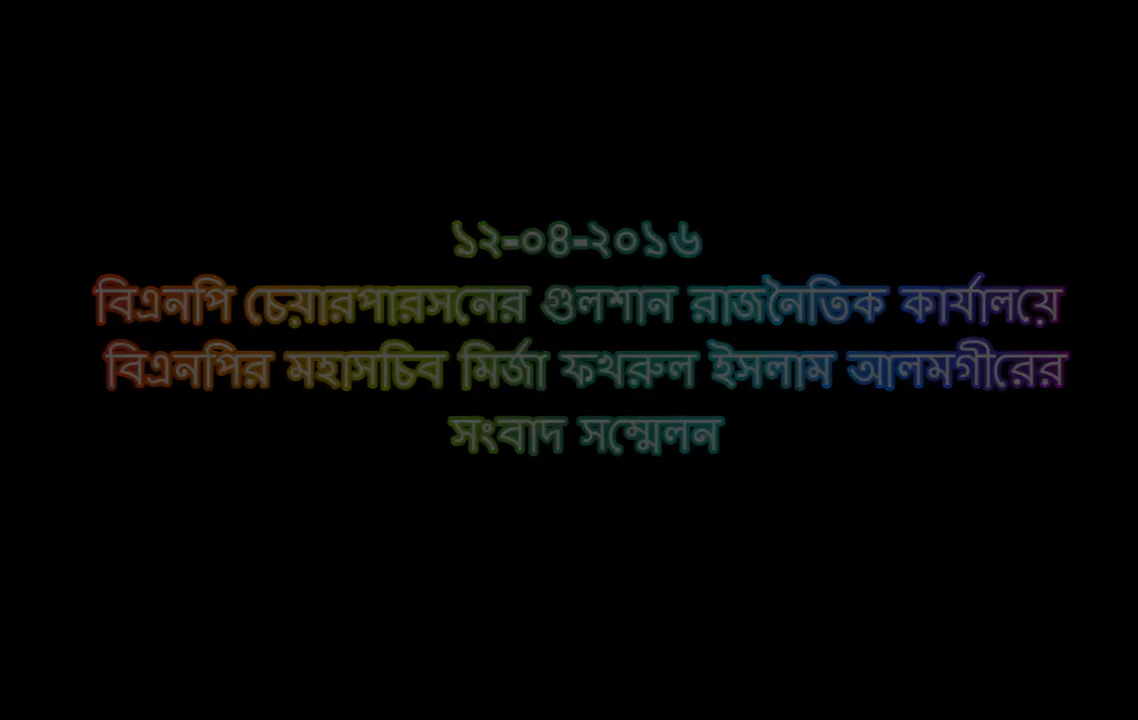 ১২-০৪-২০১৬
বিএনপি চেয়ারপারসনের গুলশান রাজনৈতিক কার্যালয়ে
বিএনপির মহাসচিব মির্জা ফখরুল ইসলাম আলমগীরের
সংবাদ সম্মেলন